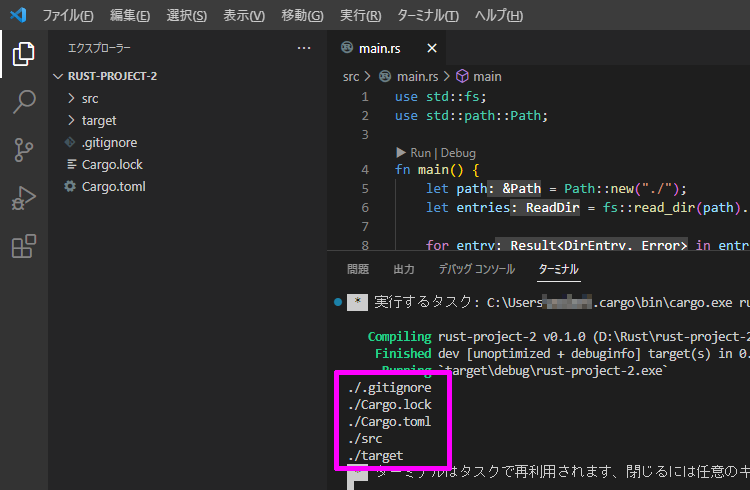 ファイル(F) 編集(E) 選択(S) 表示(V) 移動(G) 実行(R) ターミナル(T) ヘルプ(H)
エクスプローラー ...
RUST-PROJECT-2
src
target
.gitignore
Cargo.lock
Cargo.toml
main.rs
src > main.rs > main
1 use std::fs;
2 use std::path::Path;
3
Run | Debug
4 fn main() {
5 let path: &Path = Path::new("./");
6 let entries: ReadDir = fs::read_dir(path).
7
8 for entry: Result<DirEntry, Error> in
問題 出力 デバッグ コンソール ターミナル
* 実行するタスク: C:\Users .cargo\bin\cargo.exe
Compiling rust-project-2 v0.1.0
Finished dev [unoptimized + debuginfo] target(s) in 0.
Running `target\debug\rust-project-2.exe`
./.gitignore
./Cargo.lock
./Cargo.toml
./src
./target
* ターミナルはタスクで再利用されます、閉じるには任意の